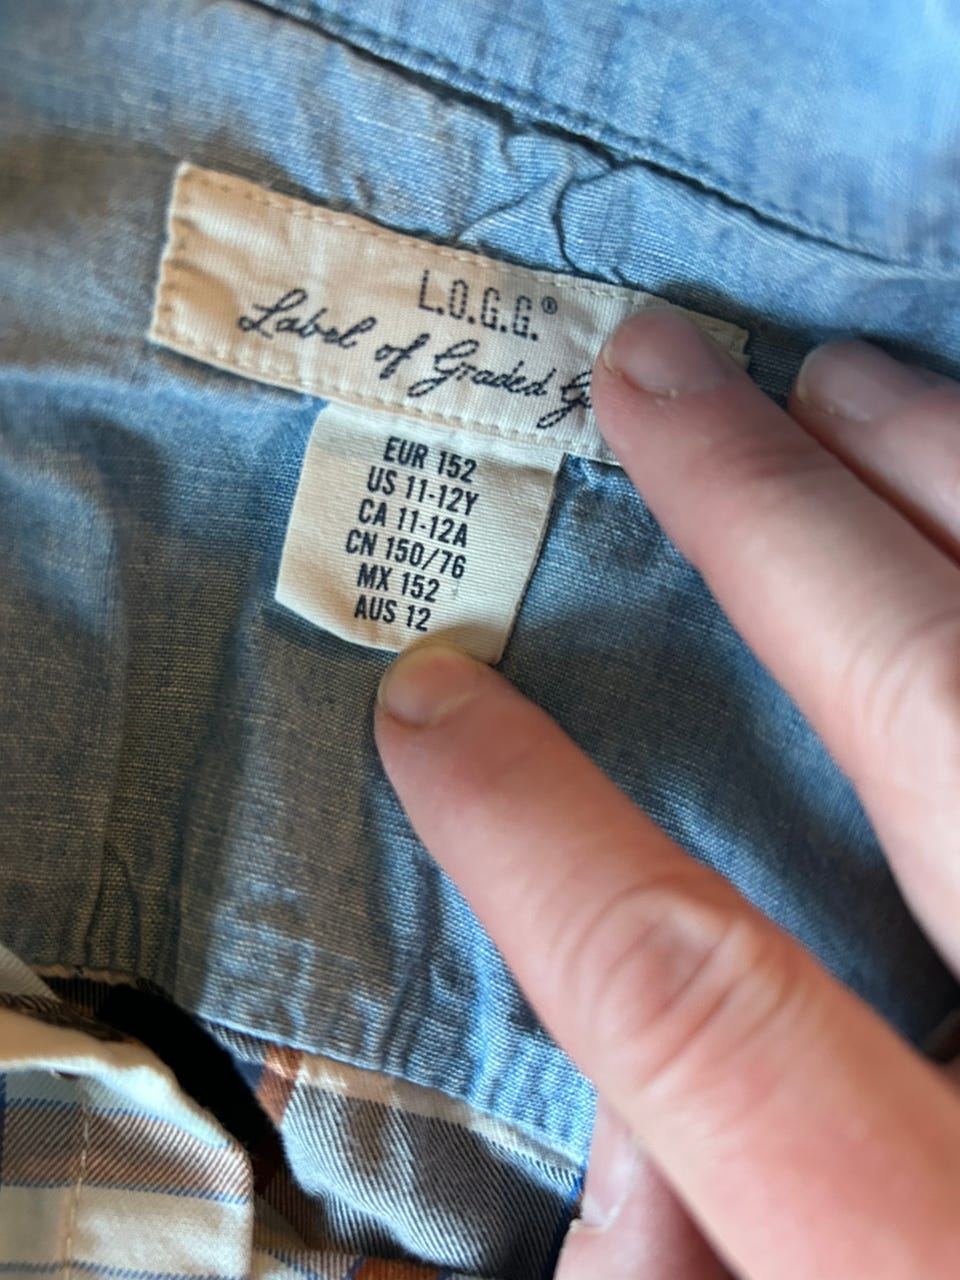 L.O.G.G.®
Label of Graded
EUR 152
US 11-12Y
CA 11-12A
CN 150/76
MX 152
AUS 12